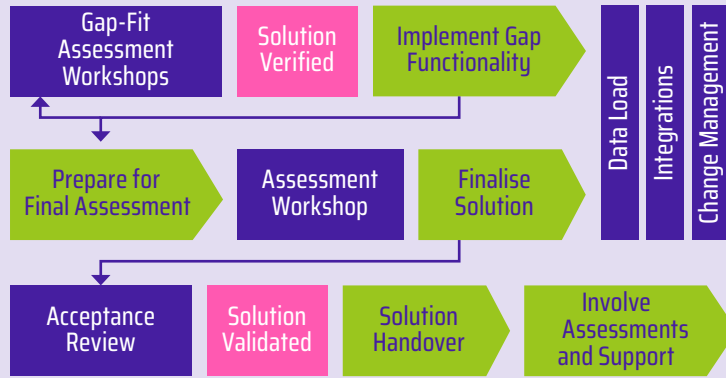 Gap-Fit
Assessment
Workshops
Solution
Verified
Implement Gap
Functionality
Data Load
Integrations
Change Management
Prepare for
Final Assessment
Assessment
Workshop
Finalise
Solution
Acceptance
Review
Solution
Validated
Solution
Handover
Involve
Assessments
and Support